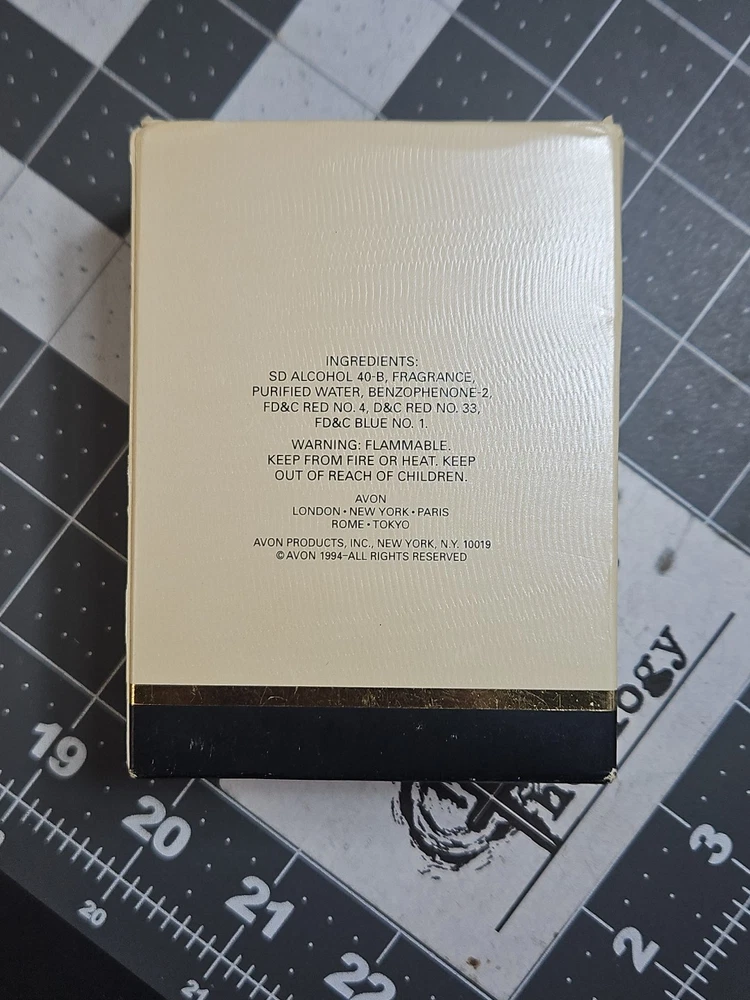 INGREDIENTS:
SD ALCOHOL 40-B, FRAGRANCE,
PURIFIED WATER, BENZOPHENONE-2,
FD&C RED NO. 4, D&C RED NO. 33,
FD&C BLUE NO. 1.
WARNING: FLAMMABLE.
KEEP FROM FIRE OR HEAT. KEEP
OUT OF REACH OF CHILDREN.
AVON
LONDON • NEW YORK • PARIS
ROME • TOKYO
AVON PRODUCTS, INC., NEW YORK, N.Y. 10019
© AVON 1994–ALL RIGHTS RESERVED
19
20
21
22
20
21
3
2